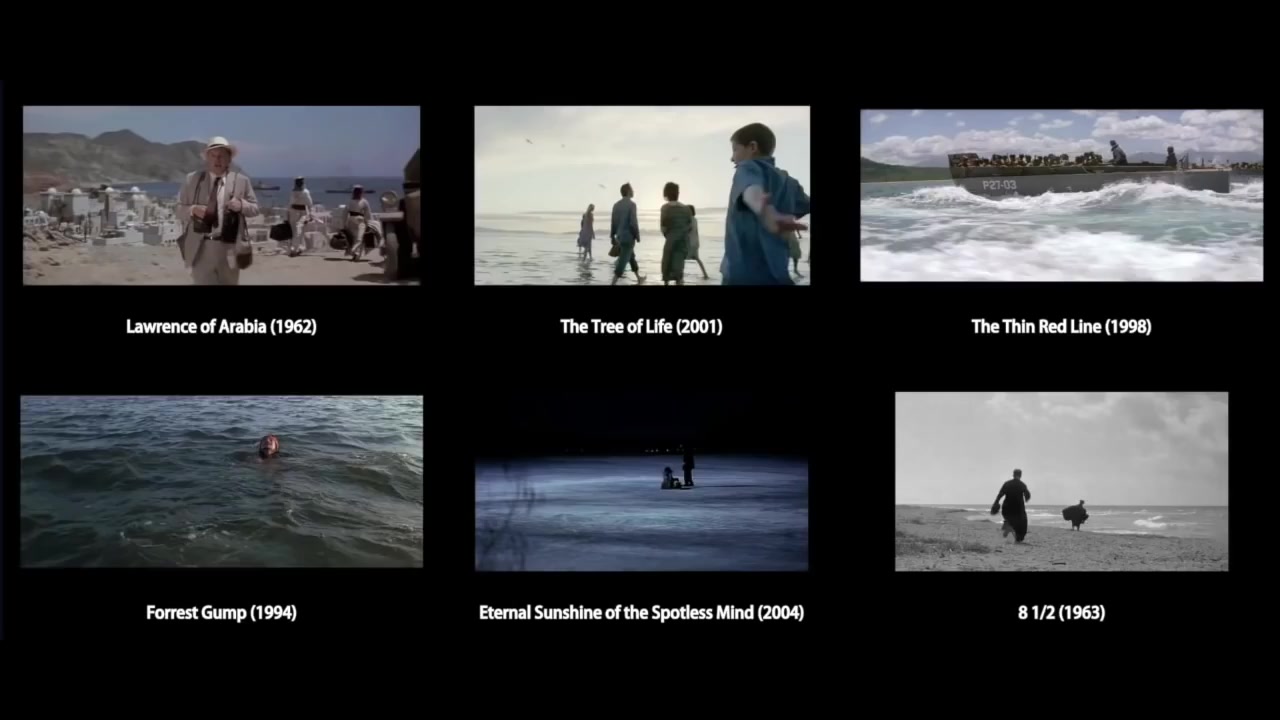 P27-03
Lawrence of Arabia (1962)
The Tree of Life (2001)
The Thin Red Line (1998)
Forrest Gump (1994)
Eternal Sunshine of the Spotless Mind (2004)
8 1/2 (1963)